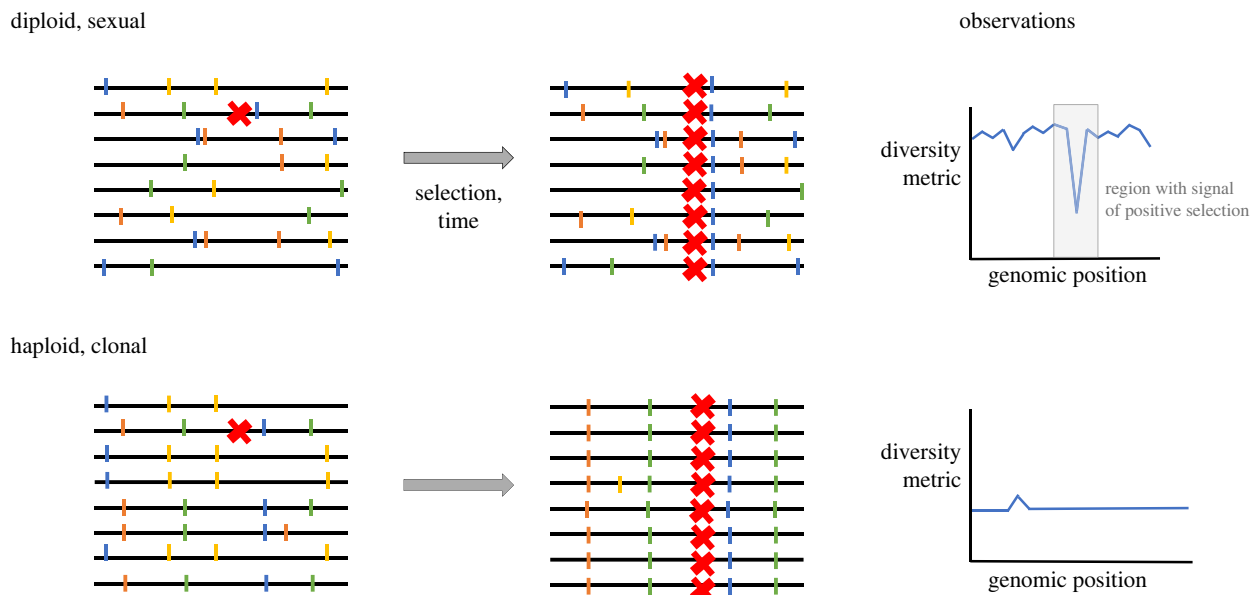 diploid, sexual
observations
selection,
time
diversity
metric
region with signal
of positive selection
genomic position
haploid, clonal
diversity
metric
genomic position